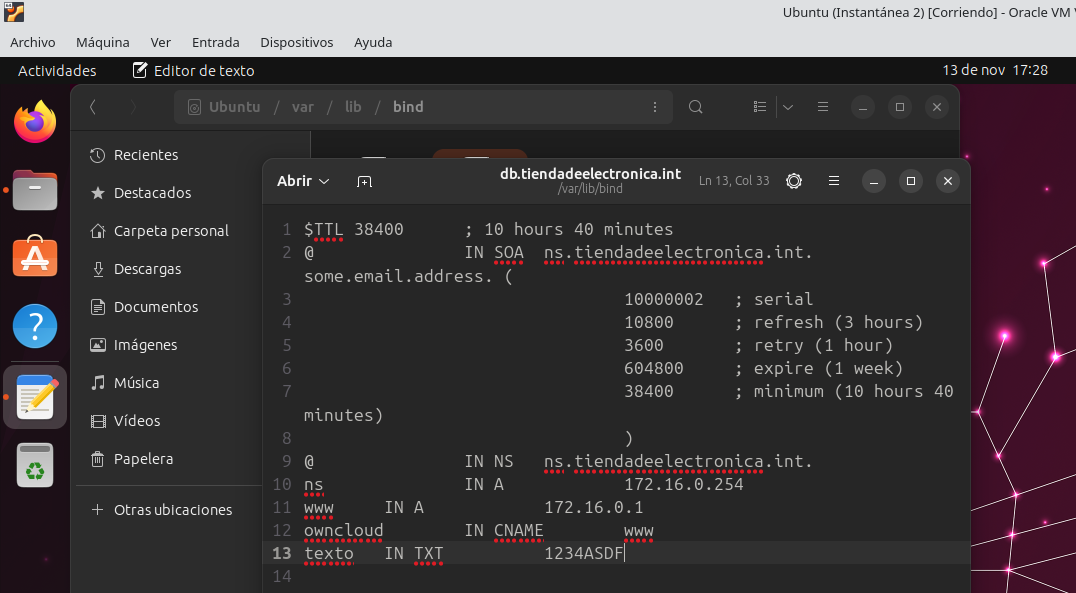 Ubuntu (Instantánea 2) [Corriendo] - Oracle VM V
Archivo Máquina Ver Entrada Dispositivos Ayuda
Actividades Editor de texto 13 de nov 17:28
Ubuntu / var / lib / bind
Recientes
Destacados
Carpeta personal
Descargas
Documentos
Imágenes
Música
Vídeos
Papelera
Otras ubicaciones
Abrir db.tiendadeelectronica.int Ln 13, Col 33
/var/lib/bind
1 $TTL 38400 ; 10 hours 40 minutes
2 @ IN SOA ns.tiendadeelectronica.int.
some.email.address. (
3 10000002 ; serial
4 10800 ; refresh (3 hours)
5 3600 ; retry (1 hour)
6 604800 ; expire (1 week)
7 38400 ; minimum (10 hours 40
minutes)
8 )
9 @ IN NS ns.tiendadeelectronica.int.
10 ns IN A 172.16.0.254
11 www IN A 172.16.0.1
12 owncloud IN CNAME www
13 texto IN TXT 1234ASDF
14